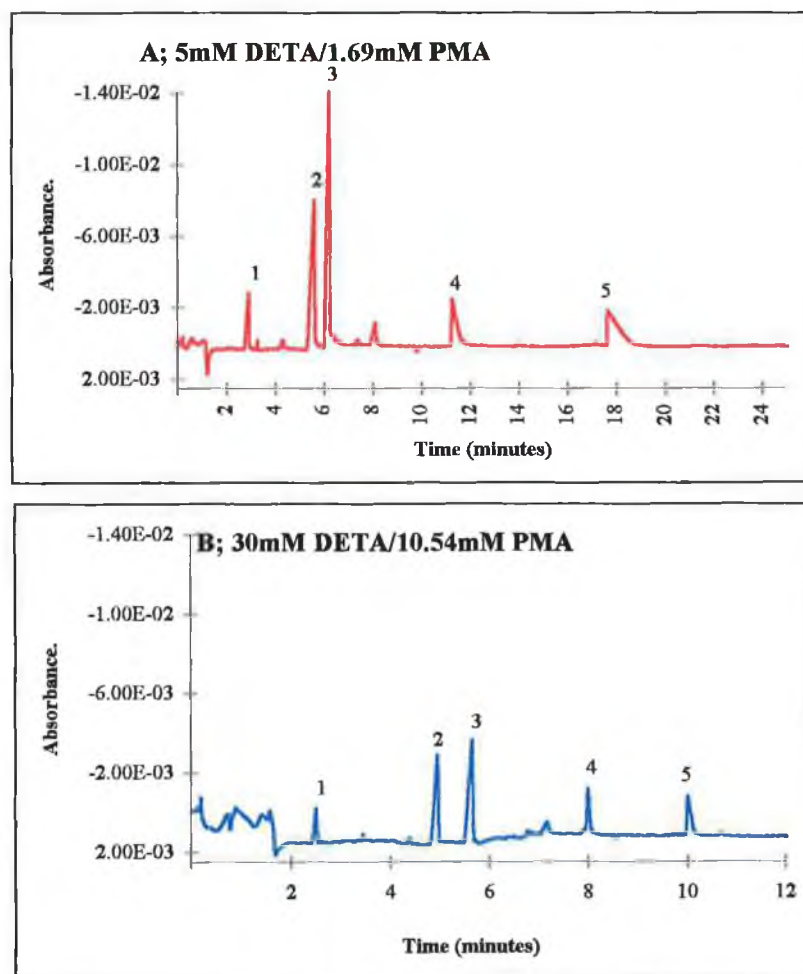 A; 5mM DETA/1.69mM PMA
3
-1.40E-02
-1.00E-02
2
-6.00E-03
Absorbance.
1
4
5
-2.00E-03
2.00E-03
2 4 6 8 10 12 14 16 18 20 22 24
Time (minutes)
B; 30mM DETA/10.54mM PMA
-1.40E-02
-1.00E-02
Absorbance.
-6.00E-03
2 3
-2.00E-03
1 4 5
2.00E-03
2 4 6 8 10 12
Time (minutes)